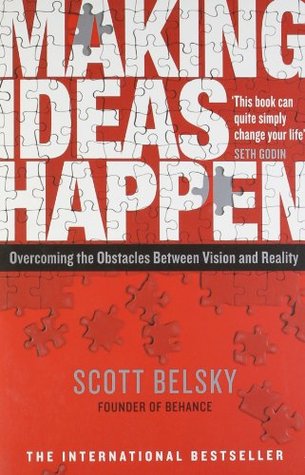 MAKING
IDEAS
HAPPEN
'This book can
quite simply
change your life'
SETH GODIN
Overcoming the Obstacles Between Vision and Reality
SCOTT BELSKY
FOUNDER OF BEHANCE
THE INTERNATIONAL BESTSELLER